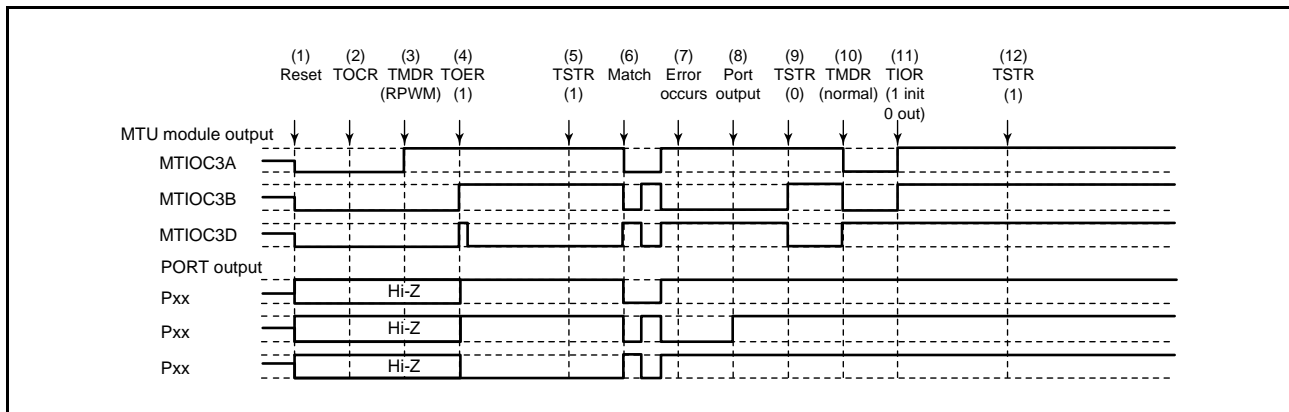 (1) (2) (3) (4) (5) (6) (7) (8) (9) (10) (11) (12)
Reset TOCR TMDR TOER TSTR Match Error Port TSTR TMDR TIOR TSTR
(RPWM) (1) (1) occurs output (0) (normal) (1 init (1)
0 out)
MTU module output
MTIOC3A
MTIOC3B
MTIOC3D
PORT output
Pxx Hi-Z
Pxx Hi-Z
Pxx Hi-Z